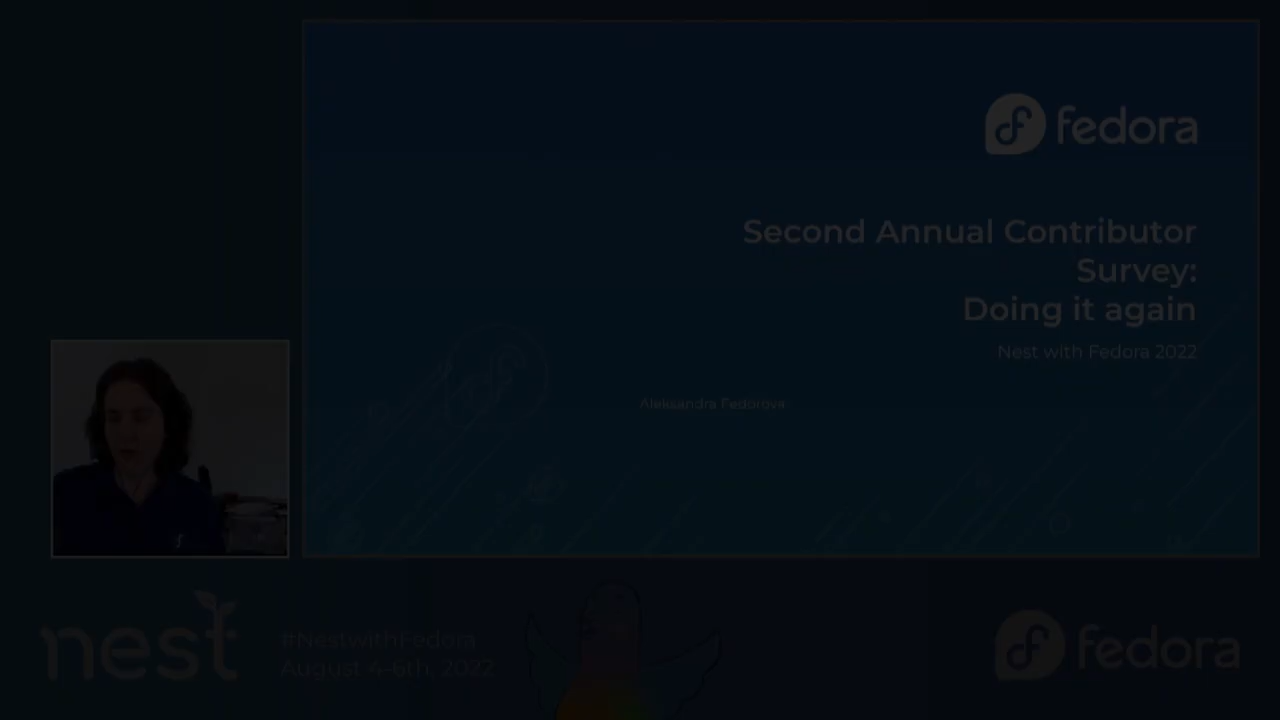 fedora
Second Annual Contributor
Survey:
Doing it again
Nest with Fedora 2022
Aleksandra Fedorova
nest
#NestwithFedora
August 4-6th, 2022
fedora